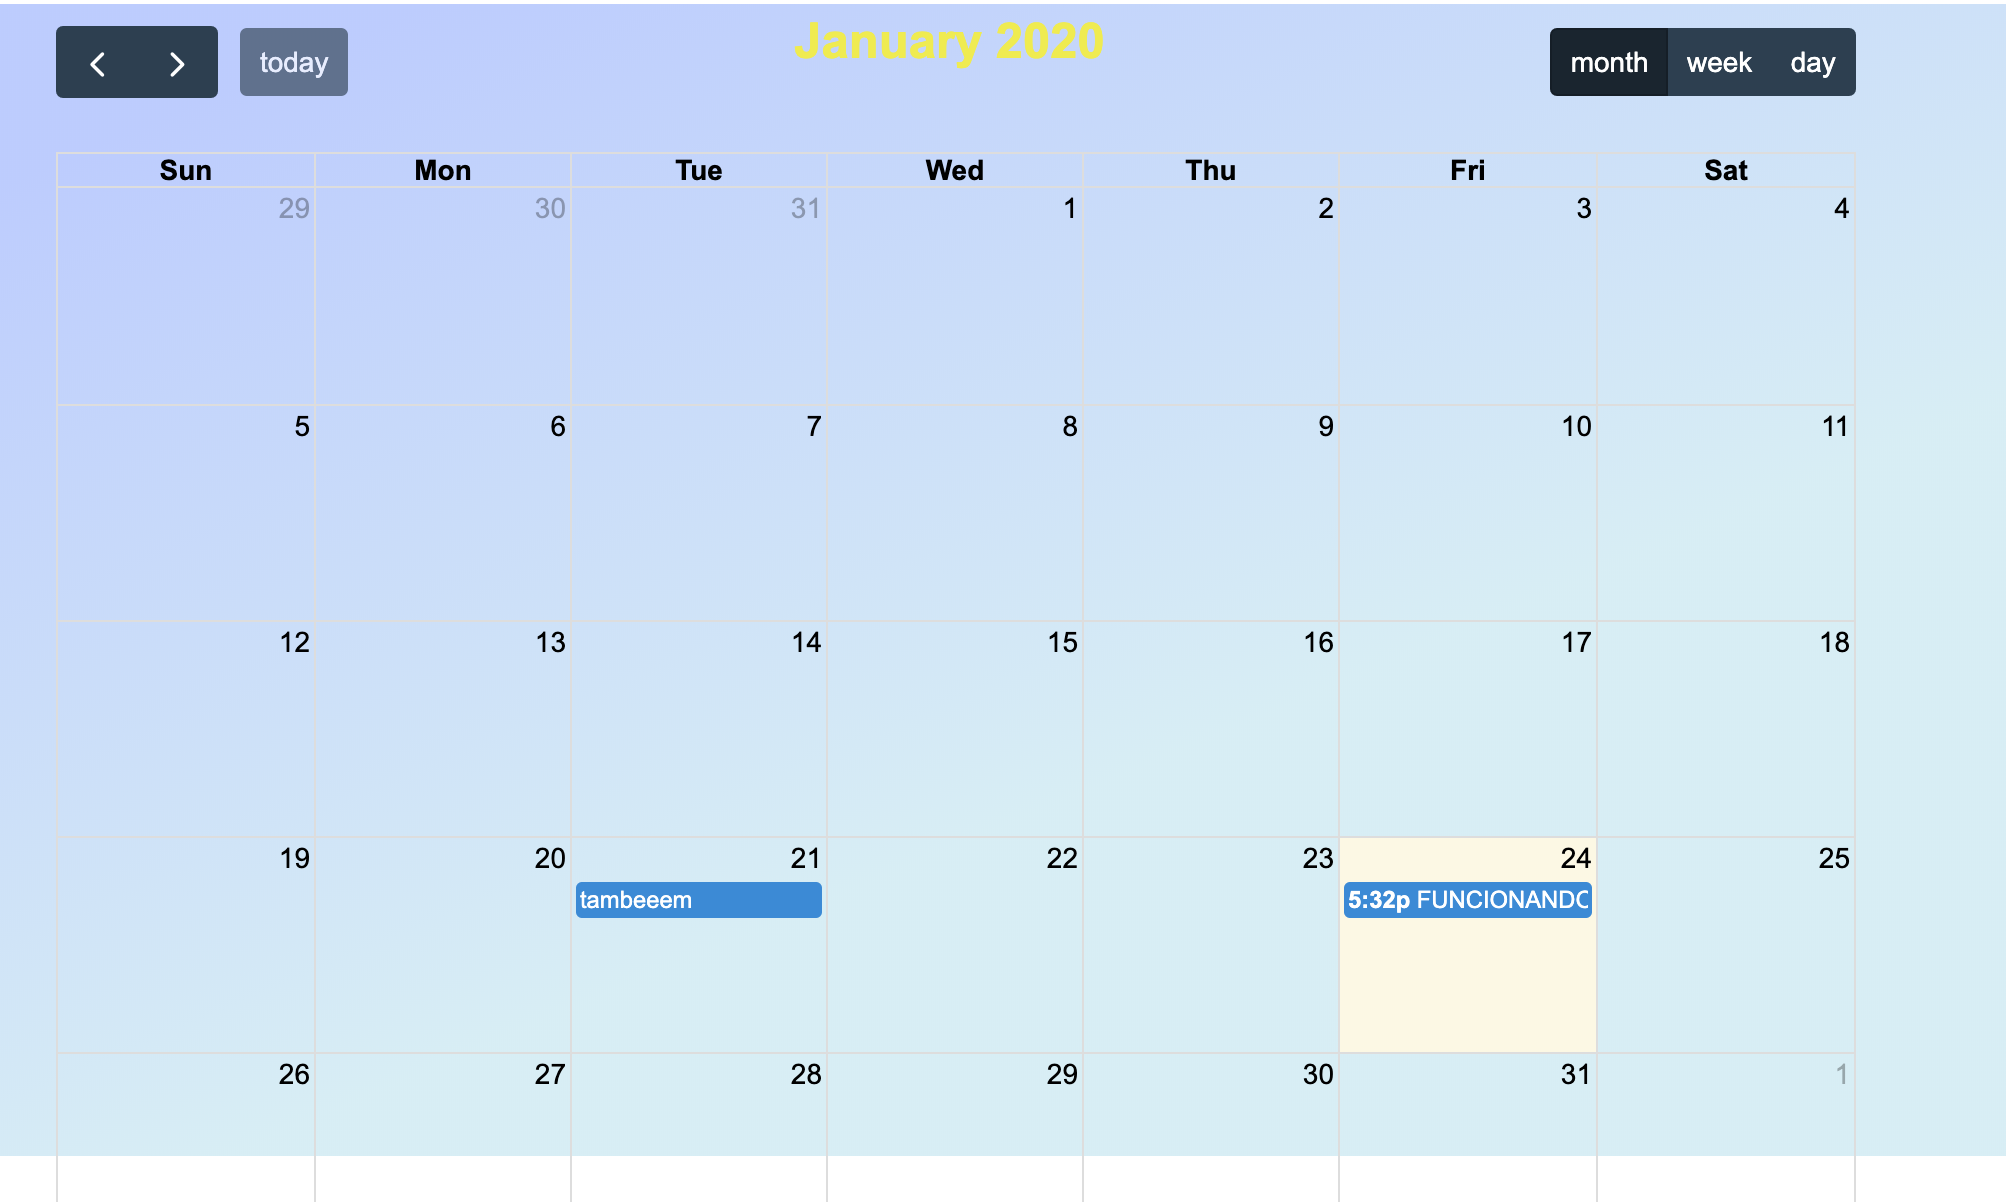 today
January 2020
month week day
Sun Mon Tue Wed Thu Fri Sat
29 30 31 1 2 3 4
5 6 7 8 9 10 11
12 13 14 15 16 17 18
19 20 21 22 23 24 25
tambeeem 5:32p FUNCIONANDO
26 27 28 29 30 31 1